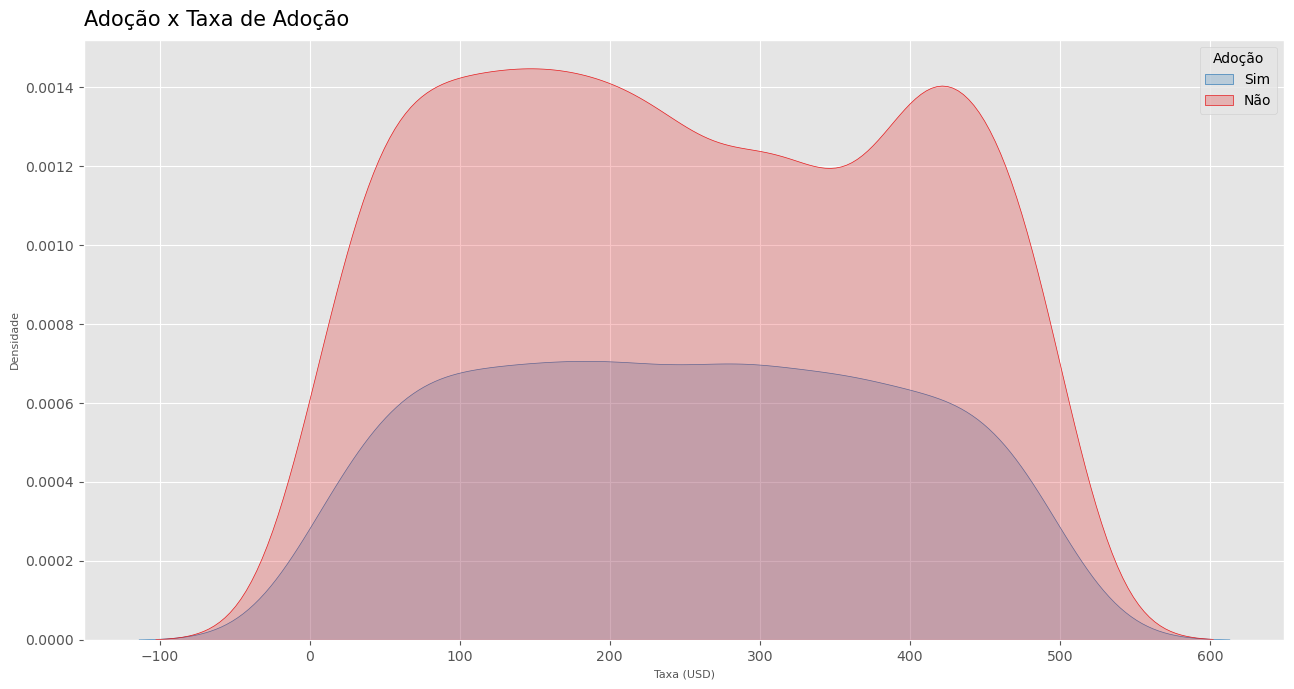 Adoção x Taxa de Adoção
Adoção
Sim
Não
0.0014
0.0012
0.0010
0.0008
0.0006
0.0004
0.0002
0.0000
Densidade
−100 0 100 200 300 400 500 600
Taxa (USD)